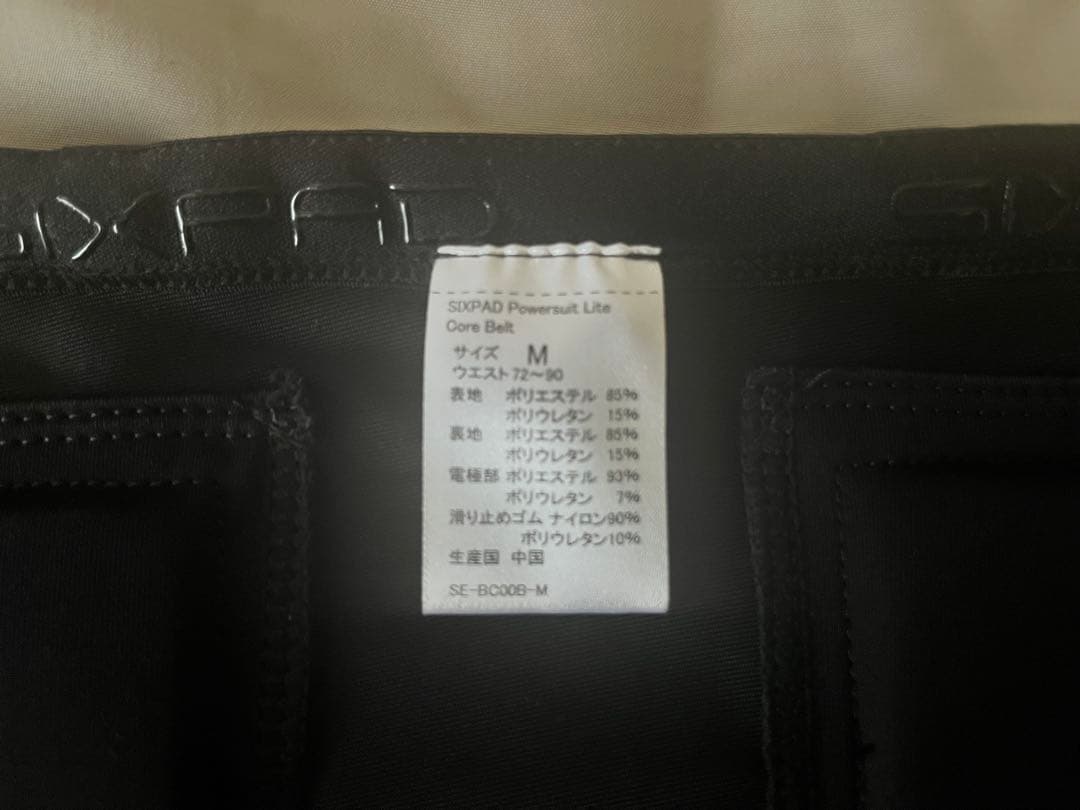 SIXPAD SIX
SIXPAD Powersuit Lite
Core Belt
サイズ M
ウエスト72～90
表地 ポリエステル 85%
ポリウレタン 15%
裏地 ポリエステル 85%
ポリウレタン 15%
電極部 ポリエステル 93%
ポリウレタン 7%
滑り止めゴム ナイロン90%
ポリウレタン10%
生産国 中国
SE-BC00B-M